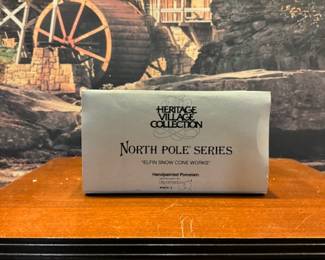 HERITAGE
VILLAGE
COLLECTION
NORTH POLE SERIES
"ELFIN SNOW CONE WORKS"
Handpainted Porcelain